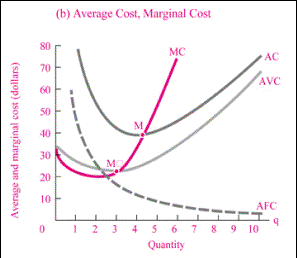 (b) Average Cost, Marginal Cost
Average and marginal cost (dollars)
80
70
60
50
40
30
20
10
MC
AC
AVC
M
M
AFC
0 1 2 3 4 5 6 7 8 9 10 q
Quantity